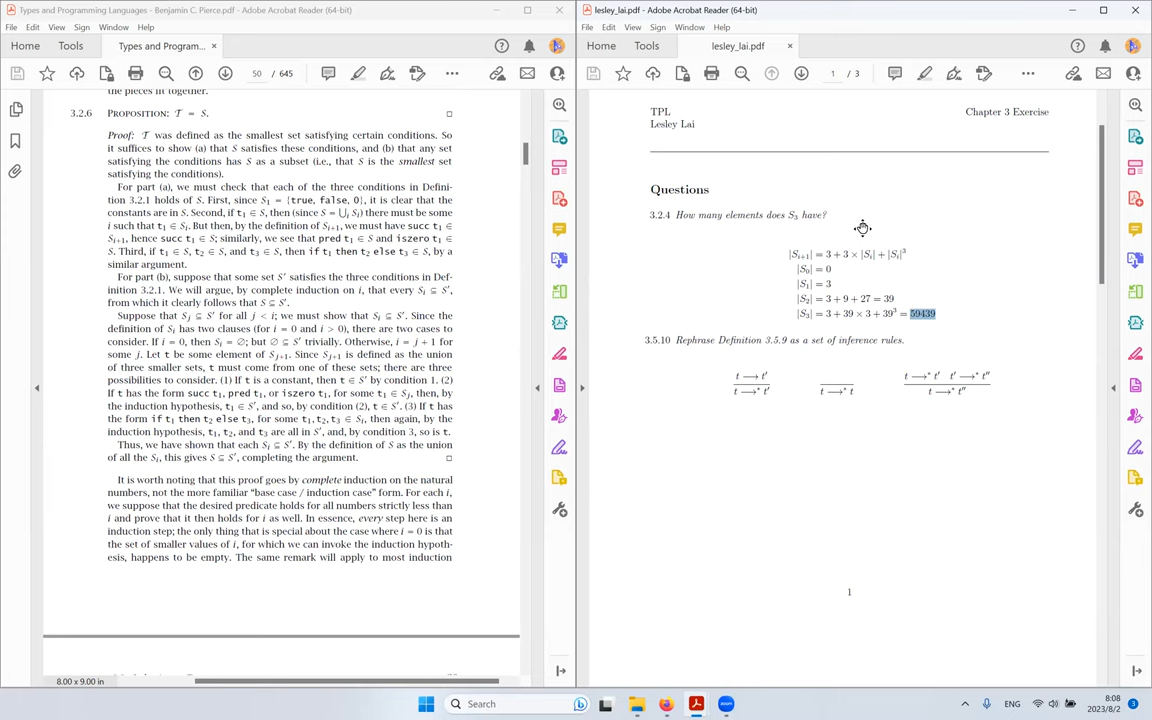 Types and Programming Languages - Benjamin C. Pierce.pdf - Adobe Acrobat Reader (64-bit)
File Edit View Sign Window Help
Home Tools Types and Program... ×
50 / 645
the pieces fit together.
3.2.6 Proposition: T = S. □
Proof: T was defined as the smallest set satisfying certain conditions. So
it suffices to show (a) that S satisfies these conditions, and (b) that any set
satisfying the conditions has S as a subset (i.e., that S is the smallest set
satisfying the conditions).
For part (a), we must check that each of the three conditions in Defini-
tion 3.2.1 holds of S. First, since S₁ = {true, false, 0}, it is clear that the
constants are in S. Second, if t₁ ∈ S, then (since S = ⋃ᵢ Sᵢ) there must be some
i such that t₁ ∈ Sᵢ. But then, by the definition of Sᵢ₊₁, we must have succ t₁ ∈
Sᵢ₊₁, hence succ t₁ ∈ S; similarly, we see that pred t₁ ∈ S and iszero t₁ ∈
S. Third, if t₁ ∈ S, t₂ ∈ S, and t₃ ∈ S, then if t₁ then t₂ else t₃ ∈ S, by a
similar argument.
For part (b), suppose that some set S′ satisfies the three conditions in Def-
inition 3.2.1. We will argue, by complete induction on i, that every Sᵢ ⊆ S′,
from which it clearly follows that S ⊆ S′.
Suppose that Sⱼ ⊆ S′ for all j < i; we must show that Sᵢ ⊆ S′. Since the
definition of Sᵢ has two clauses (for i = 0 and i > 0), there are two cases to
consider. If i = 0, then Sᵢ = ∅; but ∅ ⊆ S′ trivially. Otherwise, i = j + 1 for
some j. Let t be some element of Sⱼ₊₁. Since Sⱼ₊₁ is defined as the union
of three smaller sets, t must come from one of these sets; there are three
possibilities to consider. (1) If t is a constant, then t ∈ S′ by condition 1. (2)
If t has the form succ t₁, pred t₁, or iszero t₁, for some t₁ ∈ Sⱼ, then, by
the induction hypothesis, t₁ ∈ S′, and so, by condition (2), t ∈ S′. (3) If t has
the form if t₁ then t₂ else t₃, for some t₁, t₂, t₃ ∈ Sᵢ, then again, by the
induction hypothesis, t₁, t₂, and t₃ are all in S′, and, by condition 3, so is t.
Thus, we have shown that each Sᵢ ⊆ S′. By the definition of S as the union
of all the Sᵢ, this gives S ⊆ S′, completing the argument. □
It is worth noting that this proof goes by complete induction on the natural
numbers, not the more familiar “base case / induction case” form. For each i,
we suppose that the desired predicate holds for all numbers strictly less than
i and prove that it then holds for i as well. In essence, every step here is an
induction step; the only thing that is special about the case where i = 0 is that
the set of smaller values of i, for which we can invoke the induction hypoth-
esis, happens to be empty. The same remark will apply to most induction
8.00 x 9.00 in
lesley_lai.pdf - Adobe Acrobat Reader (64-bit)
File Edit View Sign Window Help
Home Tools lesley_lai.pdf ×
1 / 3
TPL Chapter 3 Exercise
Lesley Lai
Questions
3.2.4 How many elements does S₃ have?
|Sᵢ₊₁| = 3 + 3 × |Sᵢ| + |Sᵢ|³
|S₀| = 0
|S₁| = 3
|S₂| = 3 + 9 + 27 = 39
|S₃| = 3 + 39 × 3 + 39³ = 59439
3.5.10 Rephrase Definition 3.5.9 as a set of inference rules.
t ⟶ t′ t ⟶* t′ t′ ⟶* t″
t ⟶* t′ t ⟶* t t ⟶* t″
1
Search
ENG
8:08
2023/8/2
3